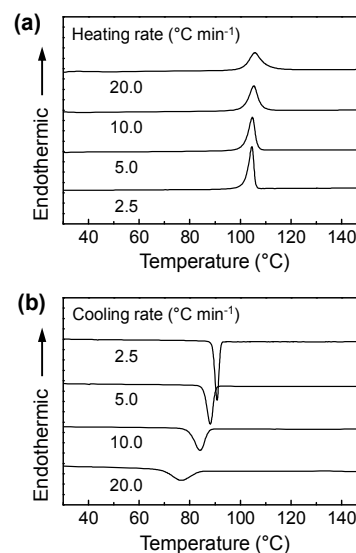 (a)
Heating rate (°C min⁻¹)
20.0
10.0
5.0
2.5
Endothermic
40 60 80 100 120 140
Temperature (°C)
(b)
Cooling rate (°C min⁻¹)
2.5
5.0
10.0
20.0
Endothermic
40 60 80 100 120 140
Temperature (°C)